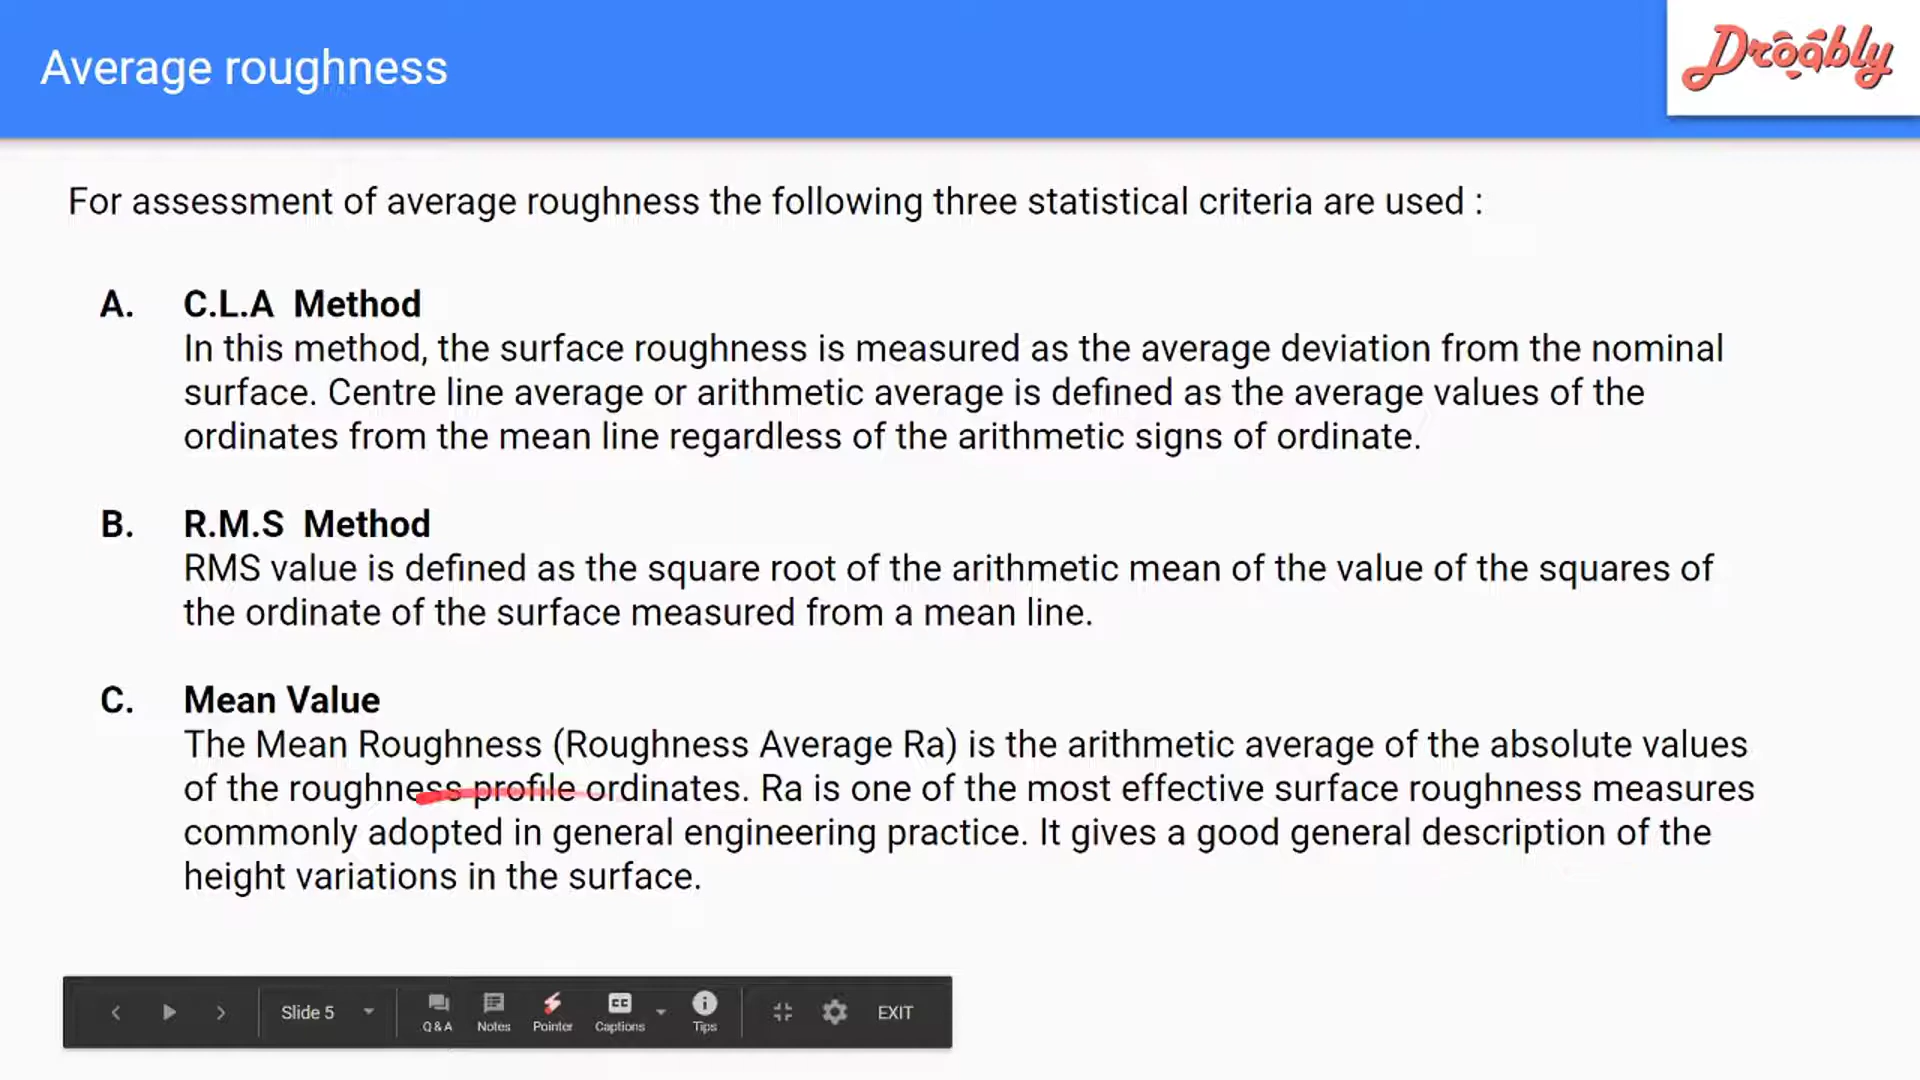 Average roughness
Droobly
For assessment of average roughness the following three statistical criteria are used :
A. C.L.A Method
In this method, the surface roughness is measured as the average deviation from the nominal
surface. Centre line average or arithmetic average is defined as the average values of the
ordinates from the mean line regardless of the arithmetic signs of ordinate.
B. R.M.S Method
RMS value is defined as the square root of the arithmetic mean of the value of the squares of
the ordinate of the surface measured from a mean line.
C. Mean Value
The Mean Roughness (Roughness Average Ra) is the arithmetic average of the absolute values
of the roughness profile ordinates. Ra is one of the most effective surface roughness measures
commonly adopted in general engineering practice. It gives a good general description of the
height variations in the surface.
Slide 5 Q & A Notes Pointer CC Captions Tips EXIT